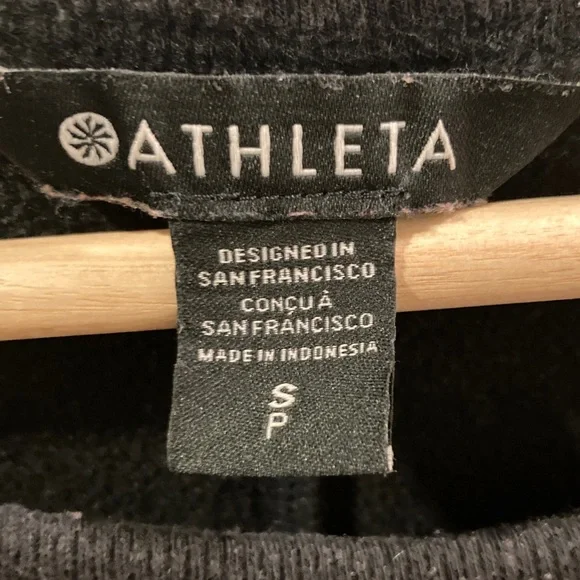 ATHLETA
DESIGNED IN
SAN FRANCISCO
CONÇU À
SAN FRANCISCO
MADE IN INDONESIA
S
P